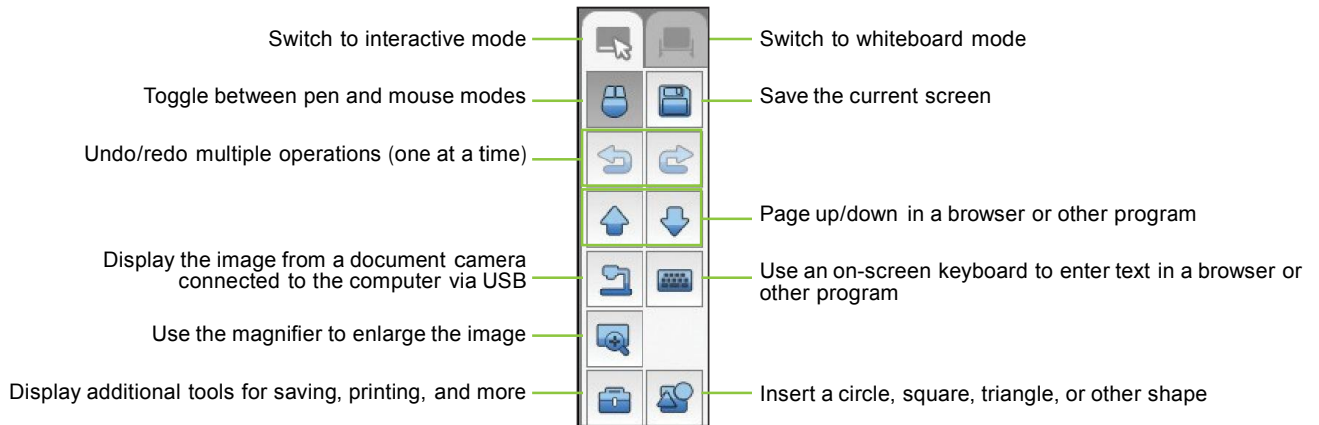 Switch to interactive mode
Switch to whiteboard mode
Toggle between pen and mouse modes
Save the current screen
Undo/redo multiple operations (one at a time)
Page up/down in a browser or other program
Display the image from a document camera
connected to the computer via USB
Use an on-screen keyboard to enter text in a browser or
other program
Use the magnifier to enlarge the image
Display additional tools for saving, printing, and more
Insert a circle, square, triangle, or other shape